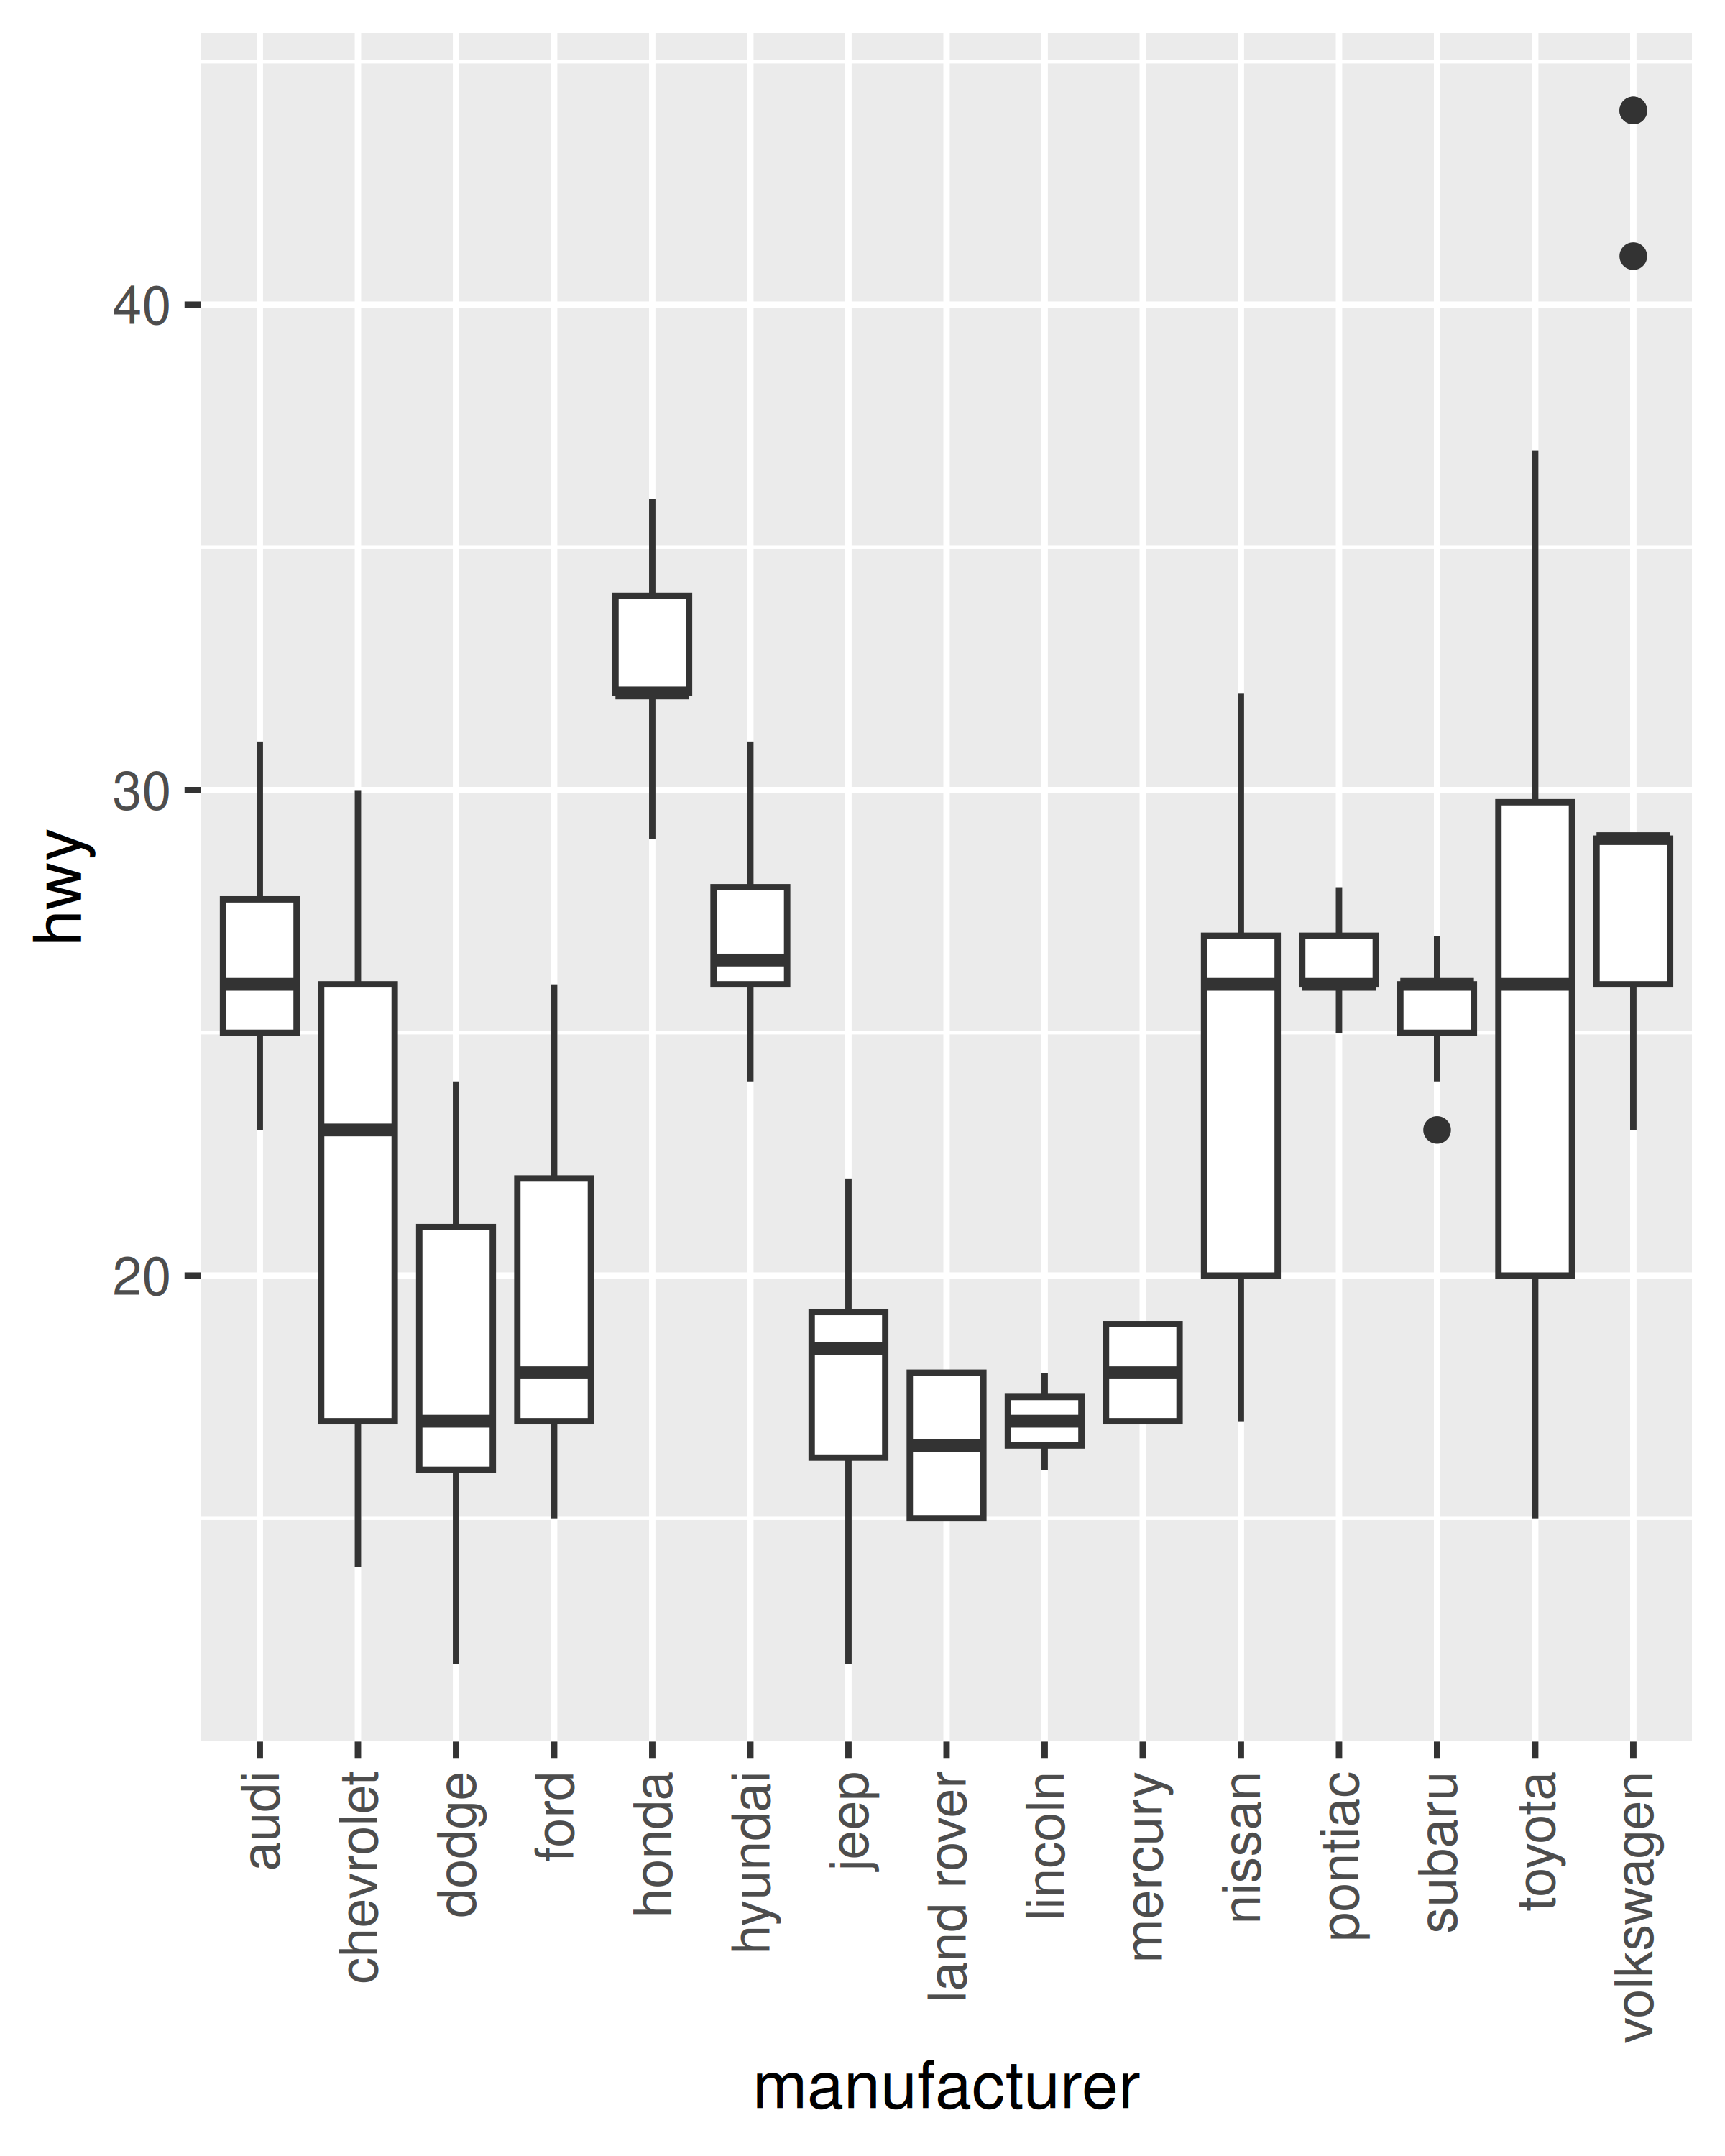 hwy
40
30
20
audi
chevrolet
dodge
ford
honda
hyundai
jeep
land rover
lincoln
mercury
nissan
pontiac
subaru
toyota
volkswagen
manufacturer